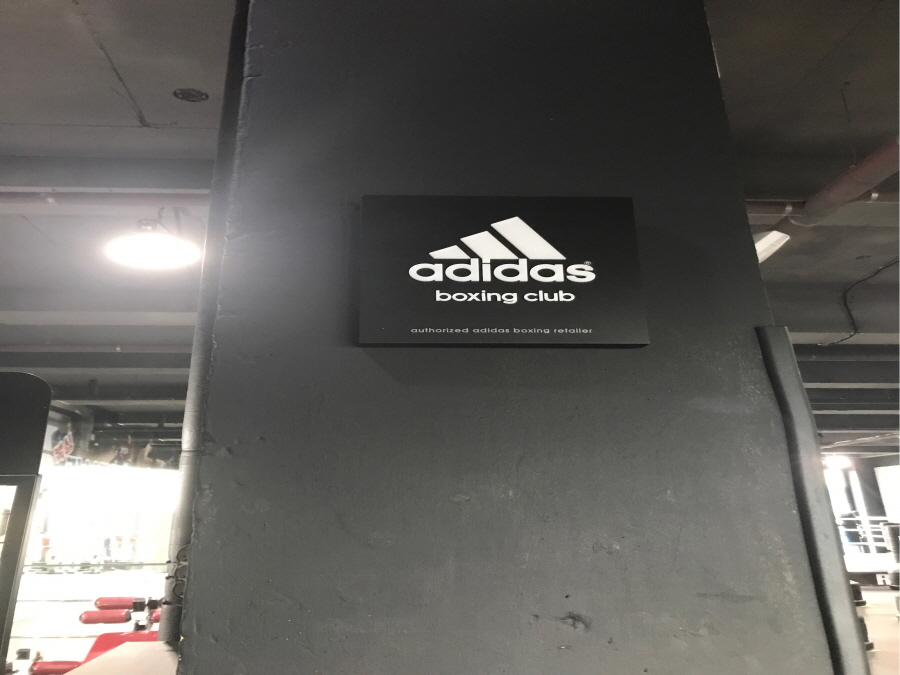 adidas®
boxing club
authorized adidas boxing retailer